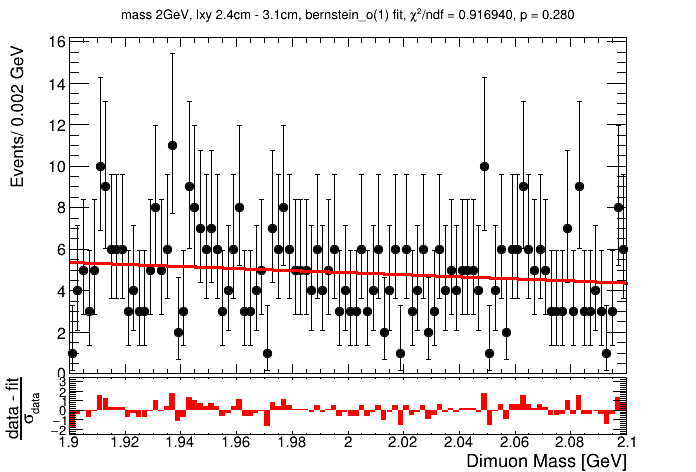 mass 2GeV, lxy 2.4cm - 3.1cm, bernstein_o(1) fit, χ²/ndf = 0.916940, p = 0.280
Events/ 0.002 GeV
16
14
12
10
8
6
4
2
0
data - fit
σdata
3
2
1
0
−1
−2
1.9 1.92 1.94 1.96 1.98 2 2.02 2.04 2.06 2.08 2.1
Dimuon Mass [GeV]